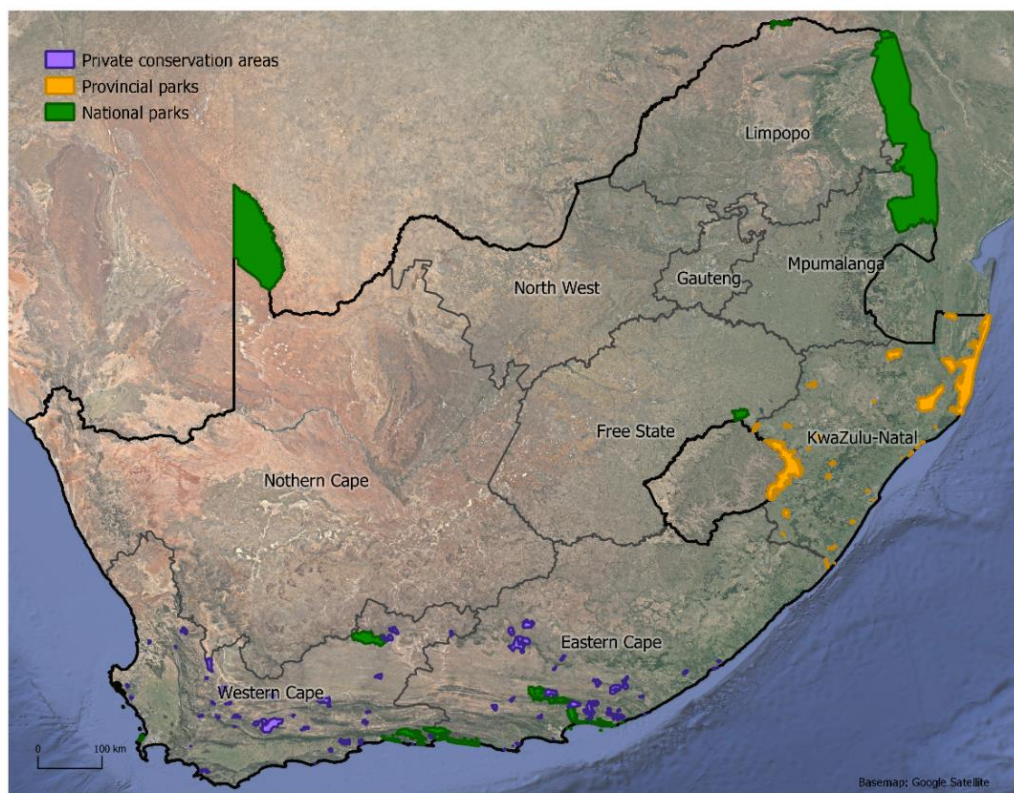 Private conservation areas
Provincial parks
National parks
Limpopo
Mpumalanga
Gauteng
North West
Free State
KwaZulu-Natal
Nothern Cape
Eastern Cape
Western Cape
0 100 km
Basemap: Google Satellite